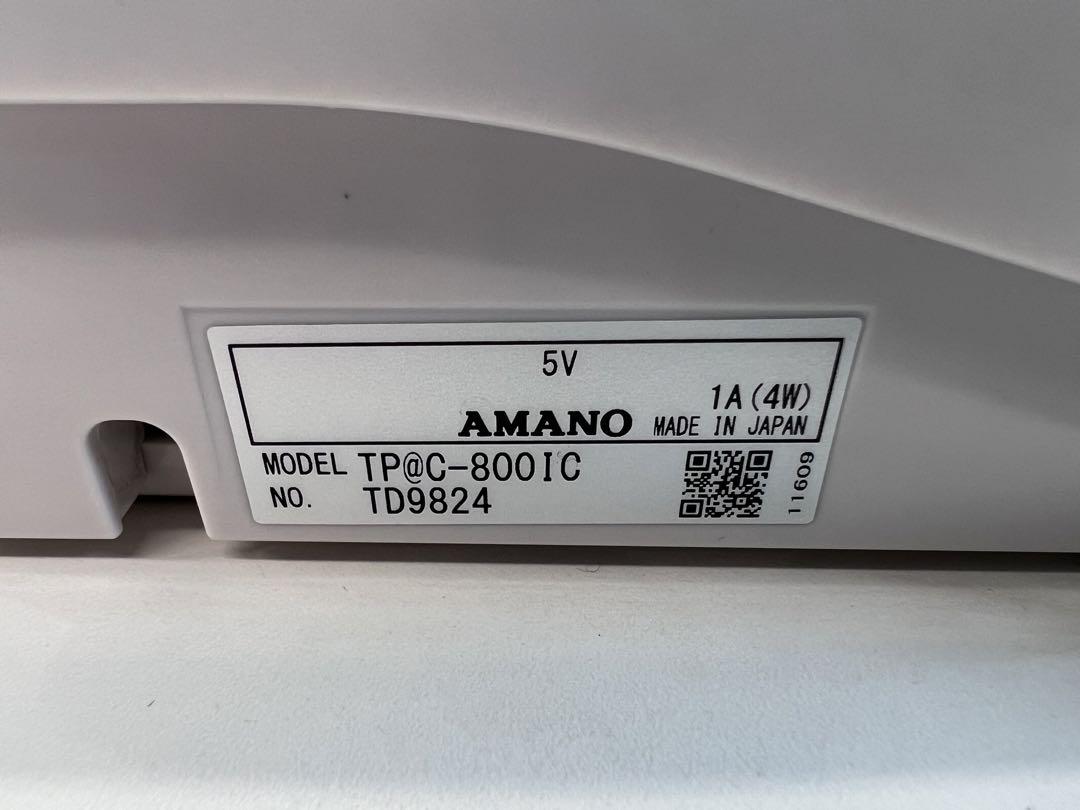 5V
1A(4W)
AMANO MADE IN JAPAN
MODEL TP@C-800IC
NO. TD9824
11609